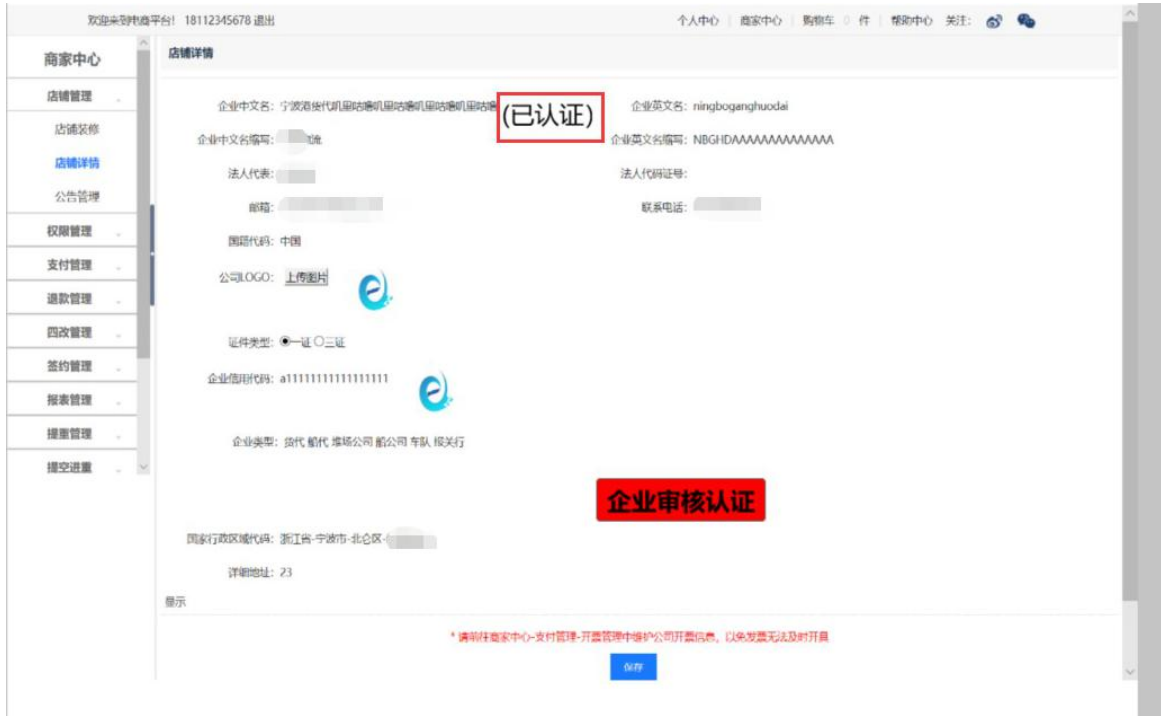 欢迎来到电商平台! 18112345678 退出
个人中心 商家中心 购物车 0 件 帮助中心 关注:
商家中心
店铺管理
店铺装修
店铺详情
公告管理
权限管理
支付管理
退款管理
四改管理
签约管理
报表管理
提重管理
提空进重
店铺详情
企业中文名: 宁波港货代叽里咕噜叽里咕噜叽里咕噜叽里咕噜
(已认证)
企业英文名: ningboganghuodai
企业中文名缩写: 物流
企业英文名缩写: NBGHDAAAAAAAAAAAAAA
法人代表:
法人代码证号:
邮箱:
联系电话:
国籍代码: 中国
公司LOGO: 上传图片
证件类型: 一证 三证
企业信用代码: a11111111111111111
企业类型: 货代 船代 堆场公司 船公司 车队 报关行
企业审核认证
国家行政区域代码: 浙江省-宁波市-北仑区-
详细地址: 23
显示
* 请前往商家中心-支付管理-开票管理中维护公司开票信息，以免发票无法及时开具
保存